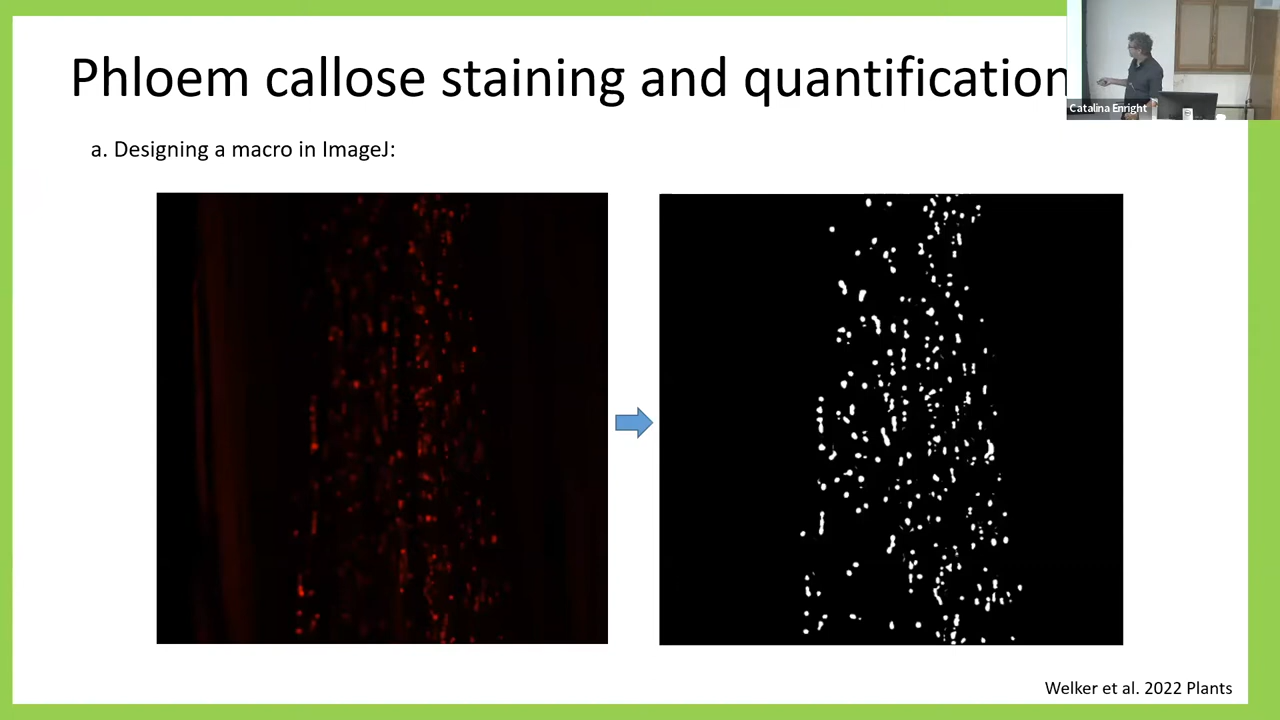 Phloem callose staining and quantification
Catalina Enright
a. Designing a macro in ImageJ:
Welker et al. 2022 Plants